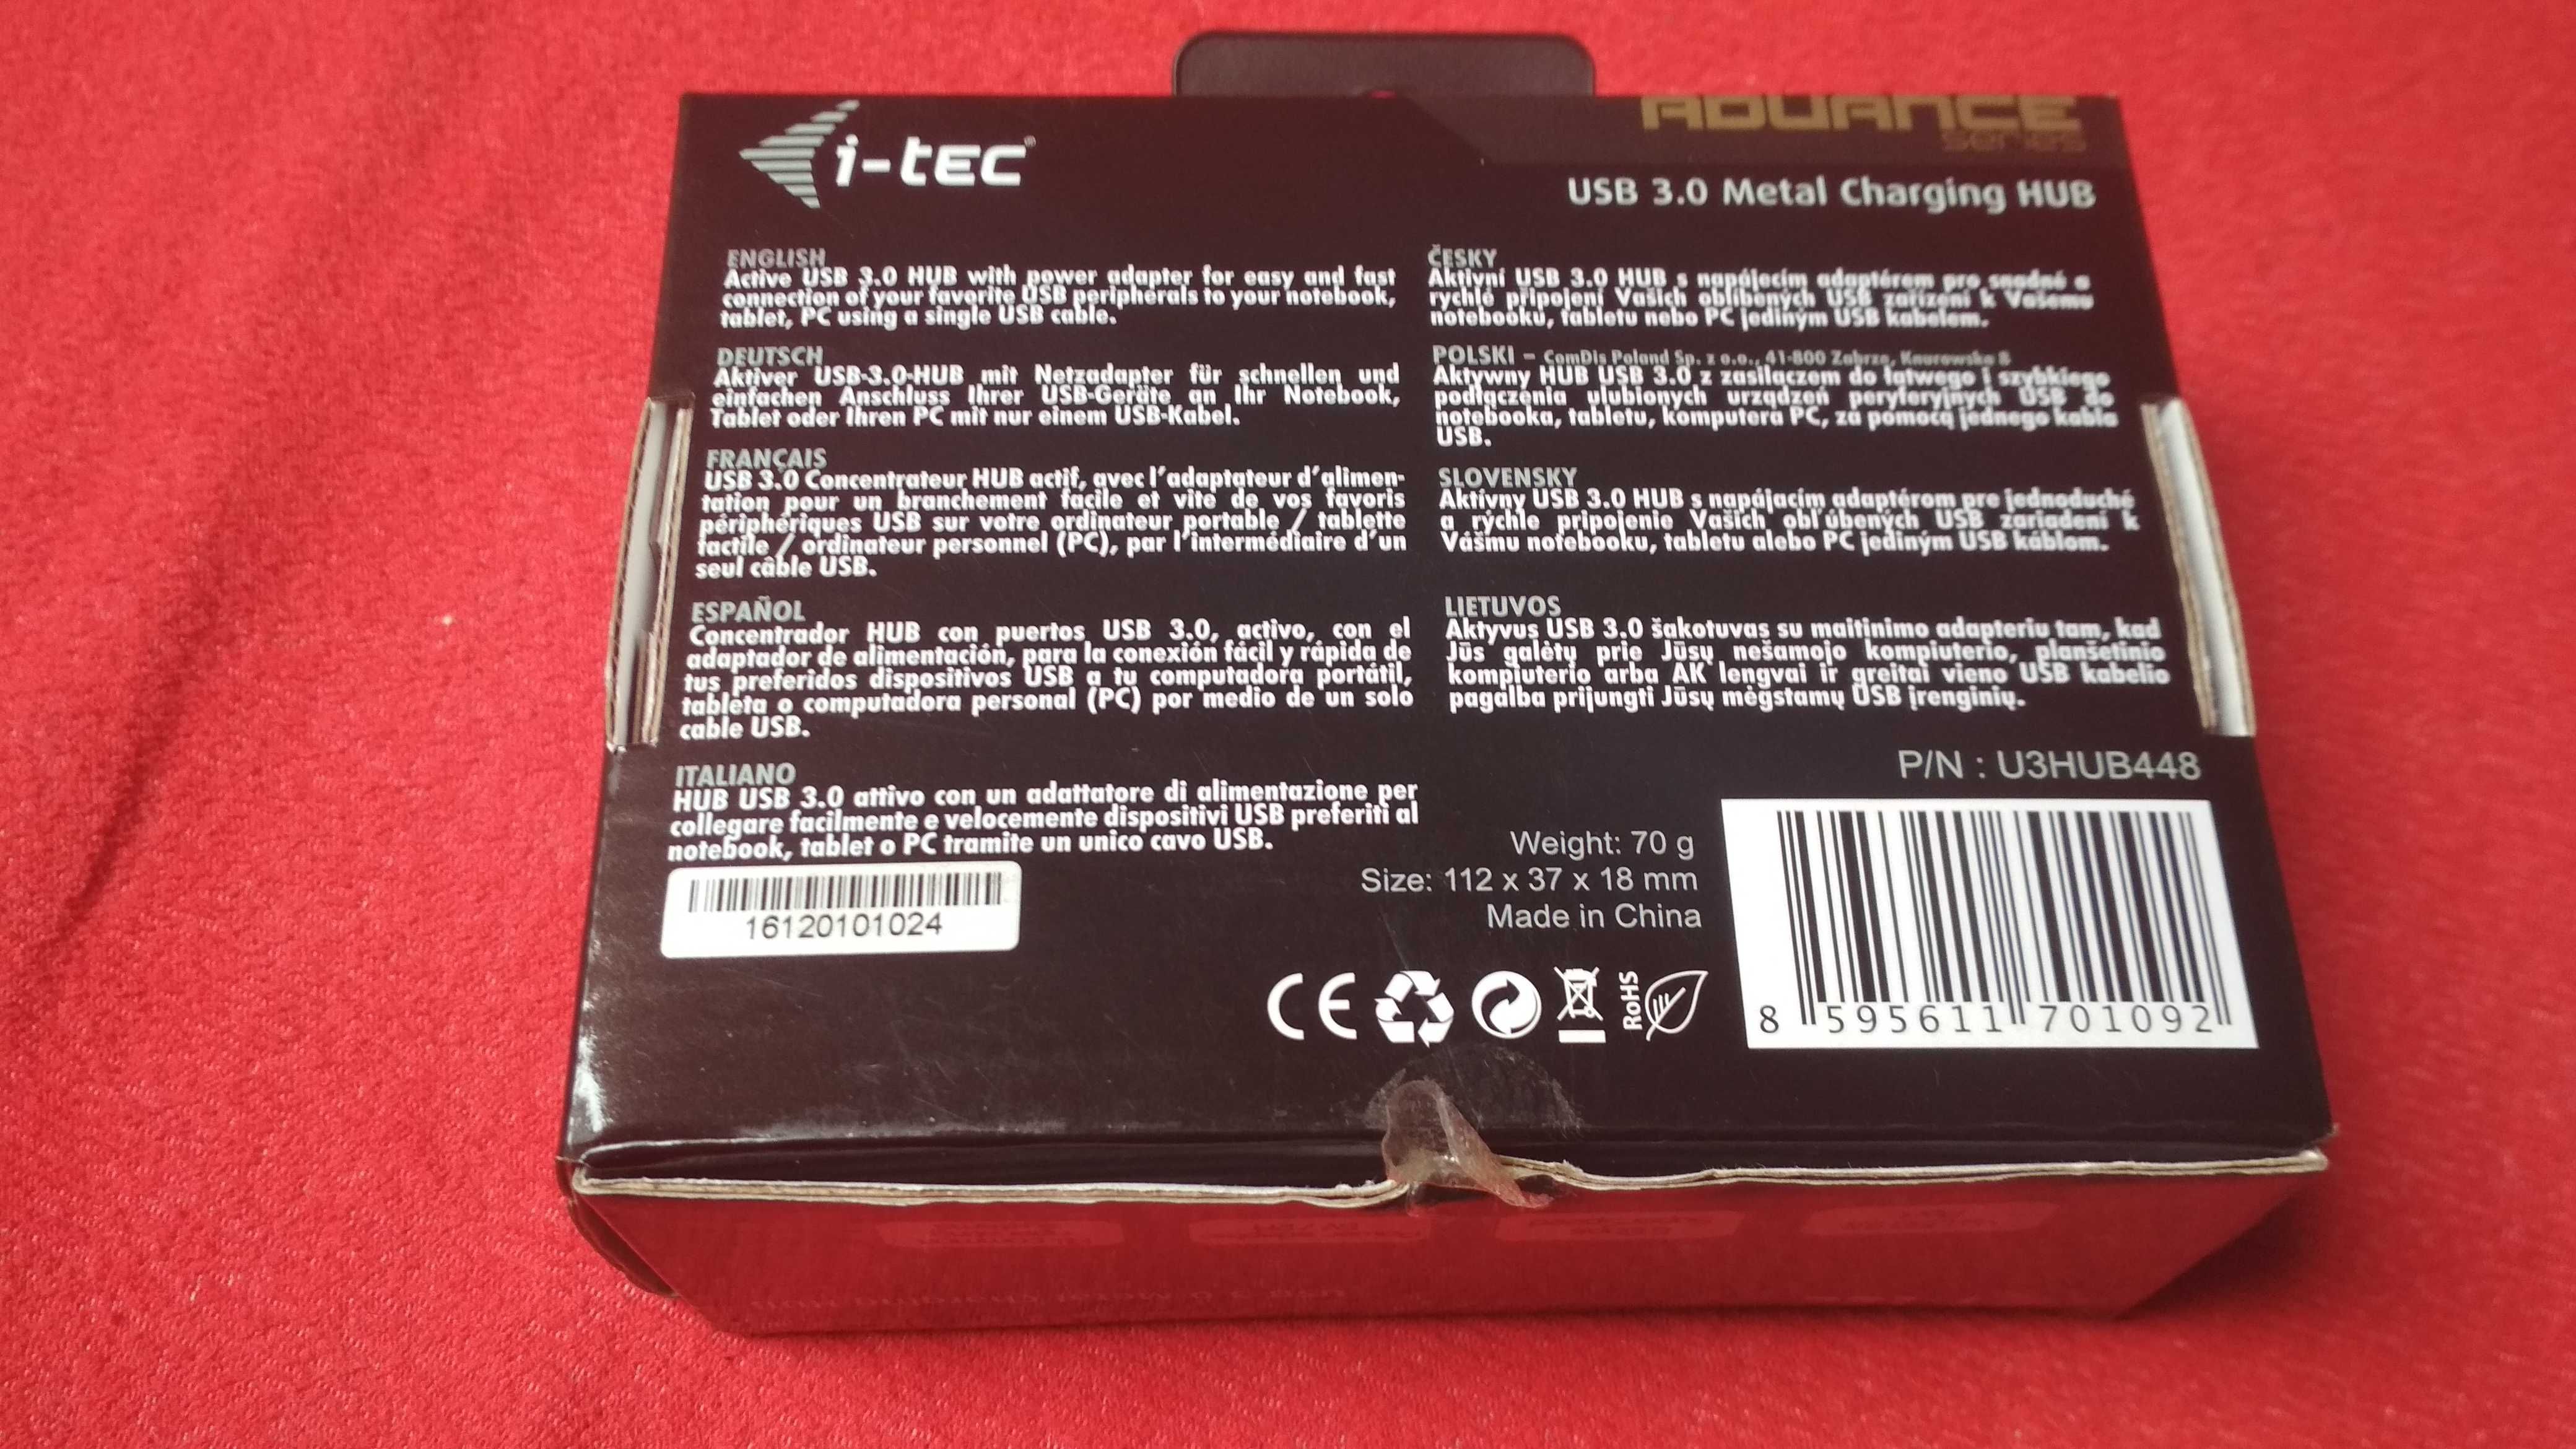 i-tec
ADVANCE
series
USB 3.0 Metal Charging HUB
ENGLISH
Active USB 3.0 HUB with power adapter for easy and fast
connection of your favorite USB peripherals to your notebook,
tablet, PC using a single USB cable.
DEUTSCH
Aktiver USB-3.0-HUB mit Netzadapter für schnellen und
einfachen Anschluss Ihrer USB-Geräte an Ihr Notebook,
Tablet oder Ihren PC mit nur einem USB-Kabel.
FRANÇAIS
USB 3.0 Concentrateur HUB actif, avec l'adaptateur d'alimen-
tation pour un branchement facile et vite de vos favoris
périphériques USB sur votre ordinateur portable / tablette
tactile / ordinateur personnel (PC), par l'intermédiaire d'un
seul câble USB.
ESPAÑOL
Concentrador HUB con puertos USB 3.0, activo, con el
adaptador de alimentación, para la conexión fácil y rápida de
tus preferidos dispositivos USB a tu computadora portátil,
tableta o computadora personal (PC) por medio de un solo
cable USB.
ITALIANO
HUB USB 3.0 attivo con un adattatore di alimentazione per
collegare facilmente e velocemente dispositivi USB preferiti al
notebook, tablet o PC tramite un unico cavo USB.
16120101024
ČESKY
Aktivní USB 3.0 HUB s napájecím adaptérem pro snadné a
rychlé připojení Vašich oblíbených USB zařízení k Vašemu
notebooku, tabletu nebo PC jediným USB kabelem.
POLSKI – ComDis Poland Sp. z o.o., 41-800 Zabrze, Knurowska 8
Aktywny HUB USB 3.0 z zasilaczem do łatwego i szybkiego
podłączenia ulubionych urządzeń peryferyjnych USB do
notebooka, tabletu, komputera PC, za pomocą jednego kabla
USB.
SLOVENSKY
Aktívny USB 3.0 HUB s napájacím adaptérom pre jednoduché
a rýchle pripojenie Vašich obľúbených USB zariadení k
Vášmu notebooku, tabletu alebo PC jediným USB káblom.
LIETUVOS
Aktyvus USB 3.0 šakotuvas su maitinimo adapteriu tam, kad
Jūs galėtų prie Jūsų nešamojo kompiuterio, planšetinio
kompiuterio arba AK lengvai ir greitai vieno USB kabelio
pagalba prijungti Jūsų mėgstamų USB įrenginių.
P/N : U3HUB448
Weight: 70 g
Size: 112 x 37 x 18 mm
Made in China
CE
RoHS
8 595611 701092